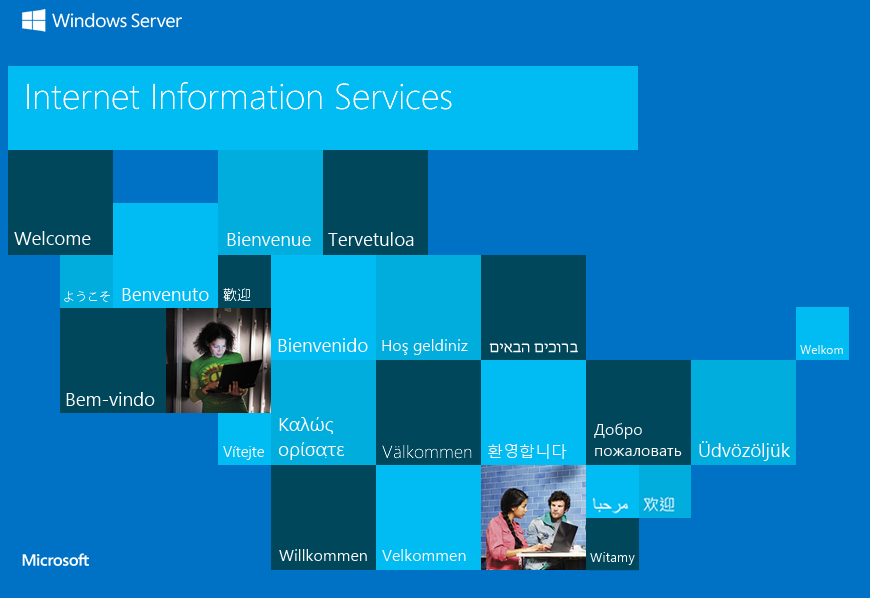 Windows Server
Internet Information Services
Welcome
Bienvenue
Tervetuloa
ようこそ
Benvenuto
歡迎
Bienvenido
Hoş geldiniz
ברוכים הבאים
Welkom
Bem-vindo
Vítejte
Καλώς
ορίσατε
Välkommen
환영합니다
Добро
пожаловать
Üdvözöljük
Willkommen
Velkommen
مرحبا
欢迎
Witamy
Microsoft